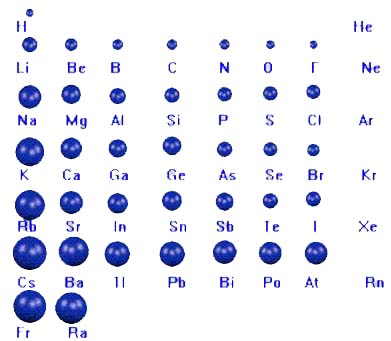 H He
Li Be B C N O F Ne
Na Mg Al Si P S Cl Ar
K Ca Ga Ge As Se Br Kr
Rb Sr In Sn Sb Te I Xe
Cs Ba Tl Pb Bi Po At Rn
Fr Ra